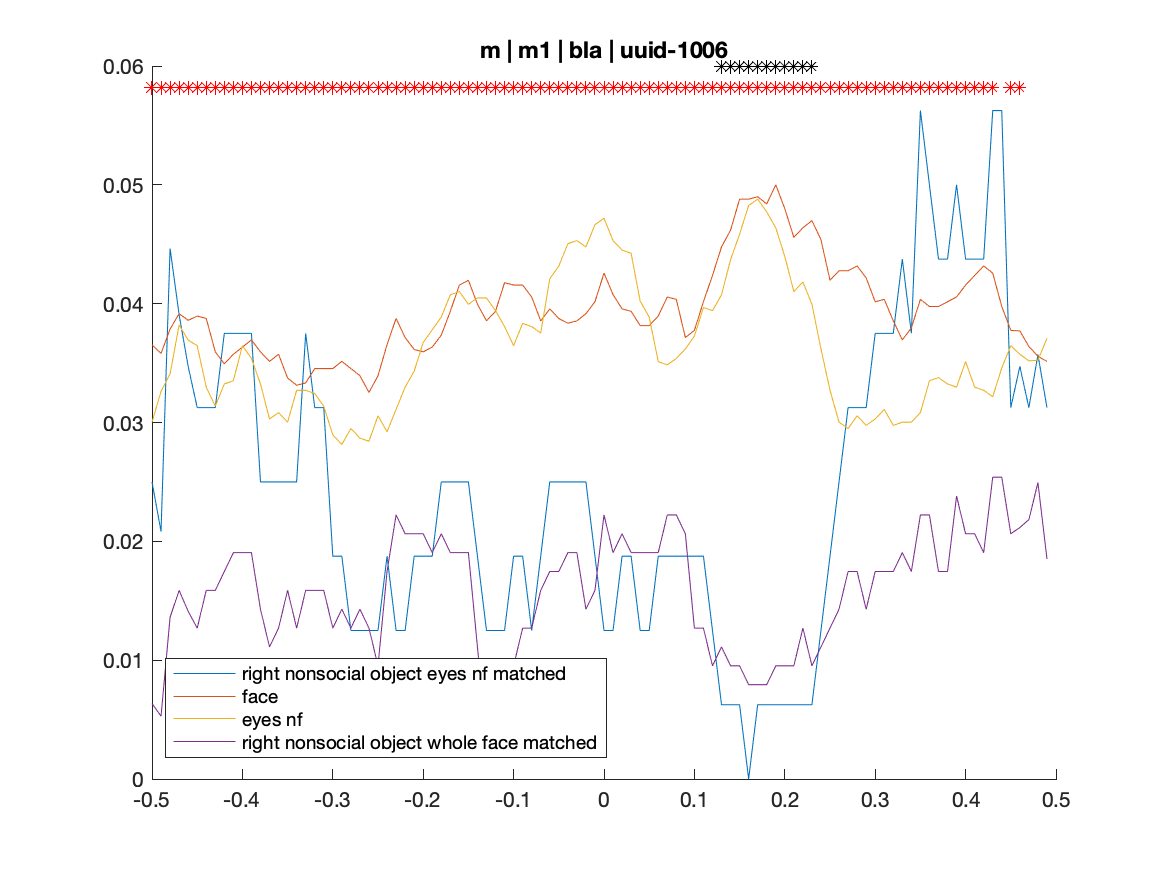 m | m1 | bla | uuid-1006
0.06
0.05
0.04
0.03
0.02
0.01
0
right nonsocial object eyes nf matched
face
eyes nf
right nonsocial object whole face matched
-0.5 -0.4 -0.3 -0.2 -0.1 0 0.1 0.2 0.3 0.4 0.5